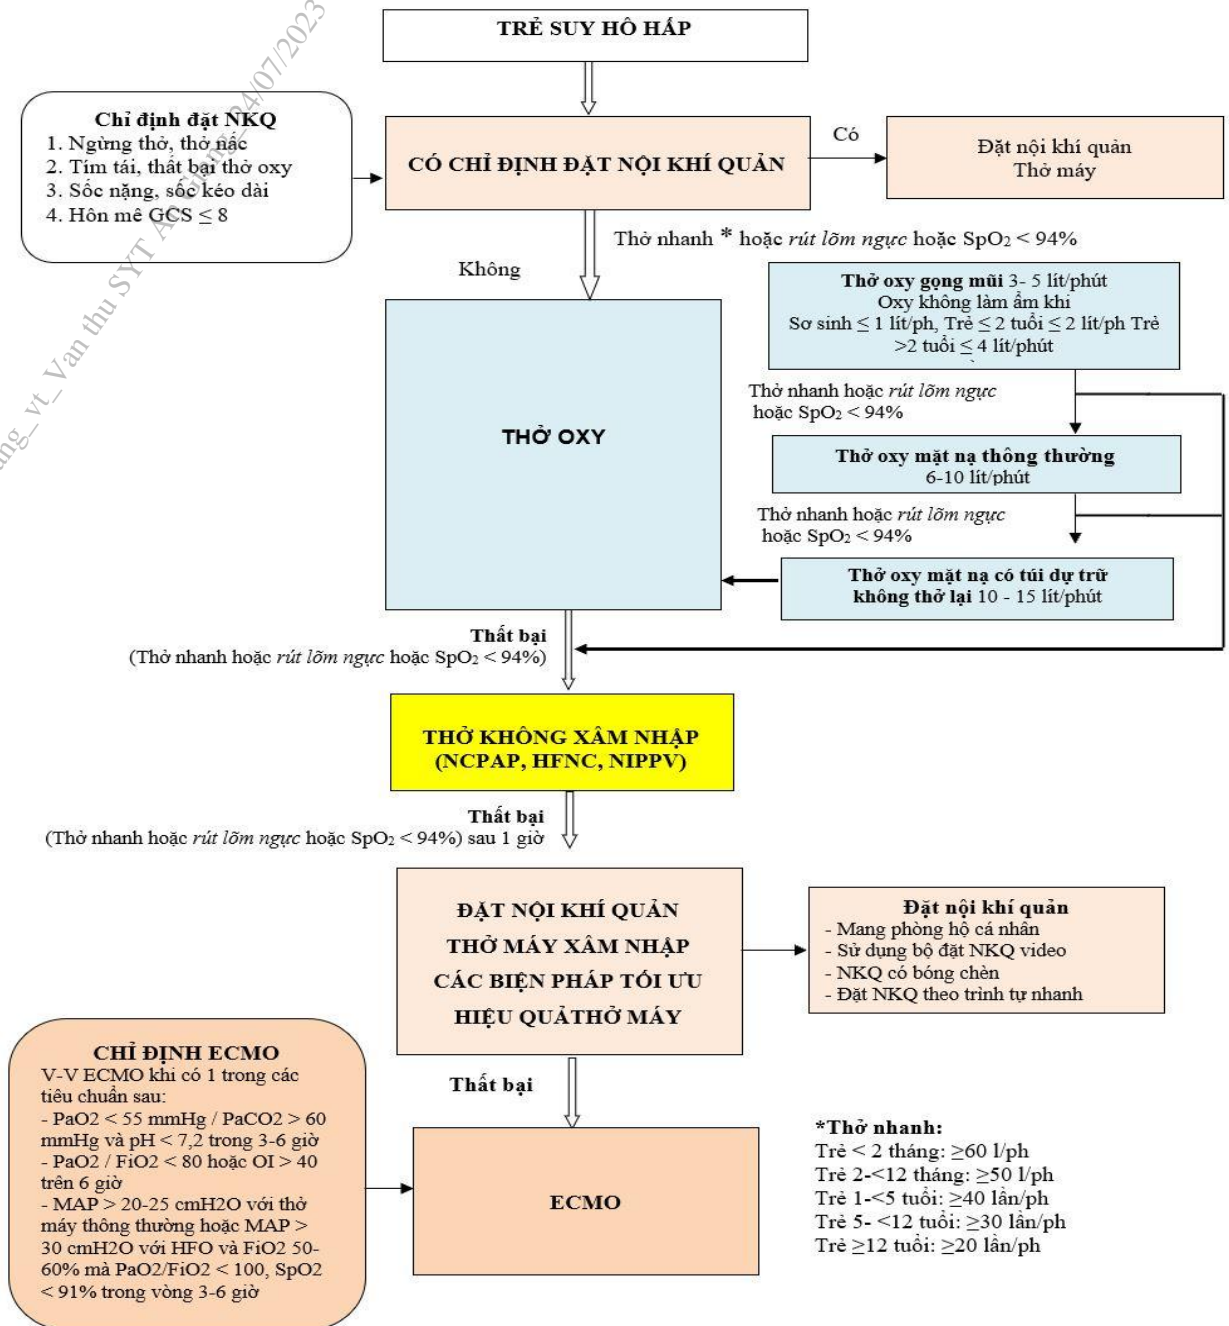 TRẺ SUY HÔ HẤP
Chỉ định đặt NKQ
1. Ngừng thở, thở nấc
2. Tím tái, thất bại thở oxy
3. Sốc nặng, sốc kéo dài
4. Hôn mê GCS ≤ 8
CÓ CHỈ ĐỊNH ĐẶT NỘI KHÍ QUẢN
Có
Đặt nội khí quản
Thở máy
Thở nhanh * hoặc rút lõm ngực hoặc SpO2 < 94%
Không
Thở oxy gọng mũi 3- 5 lít/phút
Oxy không làm ẩm khi
Sơ sinh ≤ 1 lít/ph, Trẻ ≤ 2 tuổi ≤ 2 lít/ph Trẻ
>2 tuổi ≤ 4 lít/phút
Thở nhanh hoặc rút lõm ngực
hoặc SpO2 < 94%
THỞ OXY
Thở oxy mặt nạ thông thường
6-10 lít/phút
Thở nhanh hoặc rút lõm ngực
hoặc SpO2 < 94%
Thở oxy mặt nạ có túi dự trữ
không thở lại 10 - 15 lít/phút
Thất bại
(Thở nhanh hoặc rút lõm ngực hoặc SpO2 < 94%)
THỞ KHÔNG XÂM NHẬP
(NCPAP, HFNC, NIPPV)
Thất bại
(Thở nhanh hoặc rút lõm ngực hoặc SpO2 < 94%) sau 1 giờ
ĐẶT NỘI KHÍ QUẢN
THỞ MÁY XÂM NHẬP
CÁC BIỆN PHÁP TỐI ƯU
HIỆU QUẢTHỞ MÁY
Đặt nội khí quản
- Mang phòng hộ cá nhân
- Sử dụng bộ đặt NKQ video
- NKQ có bóng chèn
- Đặt NKQ theo trình tự nhanh
Thất bại
CHỈ ĐỊNH ECMO
V-V ECMO khi có 1 trong các
tiêu chuẩn sau:
- PaO2 < 55 mmHg / PaCO2 > 60
mmHg và pH < 7,2 trong 3-6 giờ
- PaO2 / FiO2 < 80 hoặc OI > 40
trên 6 giờ
- MAP > 20-25 cmH2O với thở
máy thông thường hoặc MAP >
30 cmH2O với HFO và FiO2 50-
60% mà PaO2/FiO2 < 100, SpO2
< 91% trong vòng 3-6 giờ
ECMO
*Thở nhanh:
Trẻ < 2 tháng: ≥60 l/ph
Trẻ 2-<12 tháng: ≥50 l/ph
Trẻ 1-<5 tuổi: ≥40 lần/ph
Trẻ 5- <12 tuổi: ≥30 lần/ph
Trẻ ≥12 tuổi: ≥20 lần/ph
ang_vt_Van thu SYT An Giang_24/07/2023